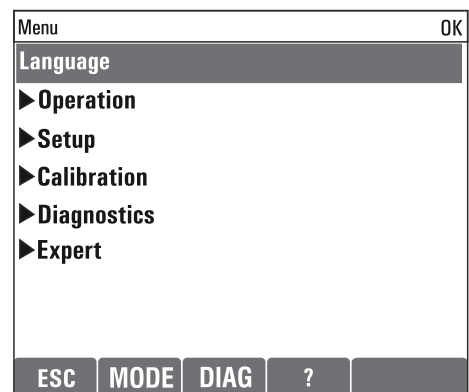 Menu OK
Language
▶Operation
▶Setup
▶Calibration
▶Diagnostics
▶Expert
ESC MODE DIAG ?